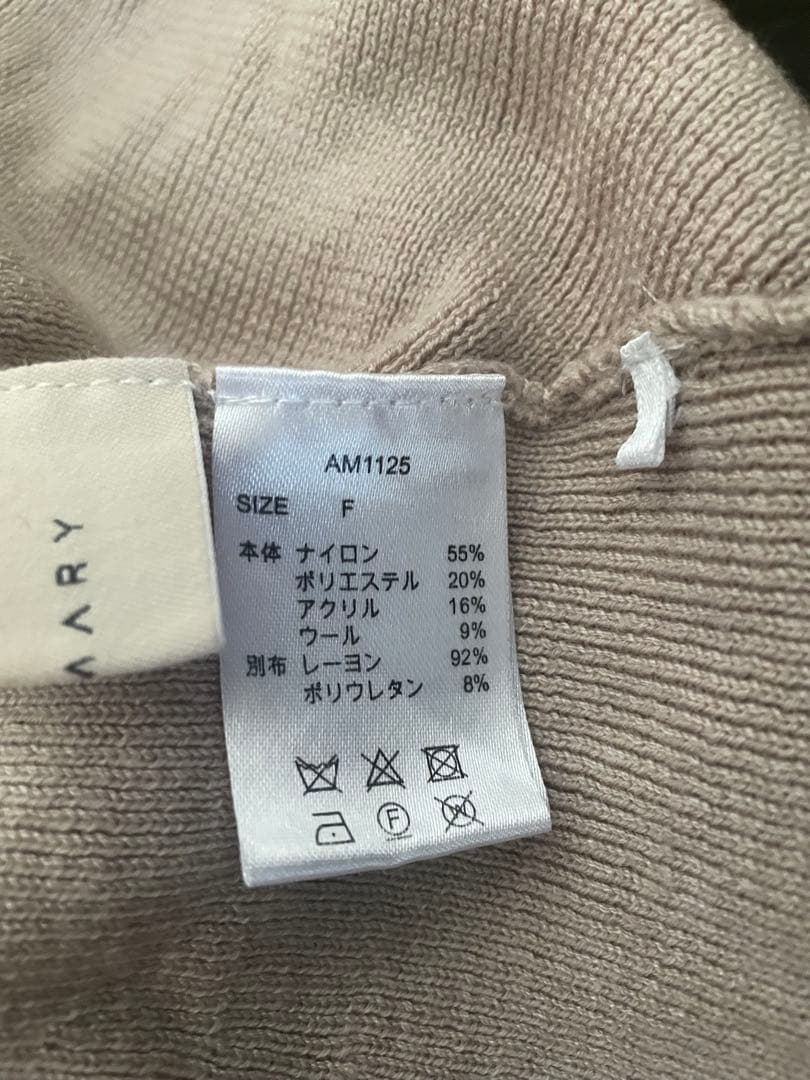 AM1125
SIZE F
本体 ナイロン 55%
ポリエステル 20%
アクリル 16%
ウール 9%
別布 レーヨン 92%
ポリウレタン 8%
F
W